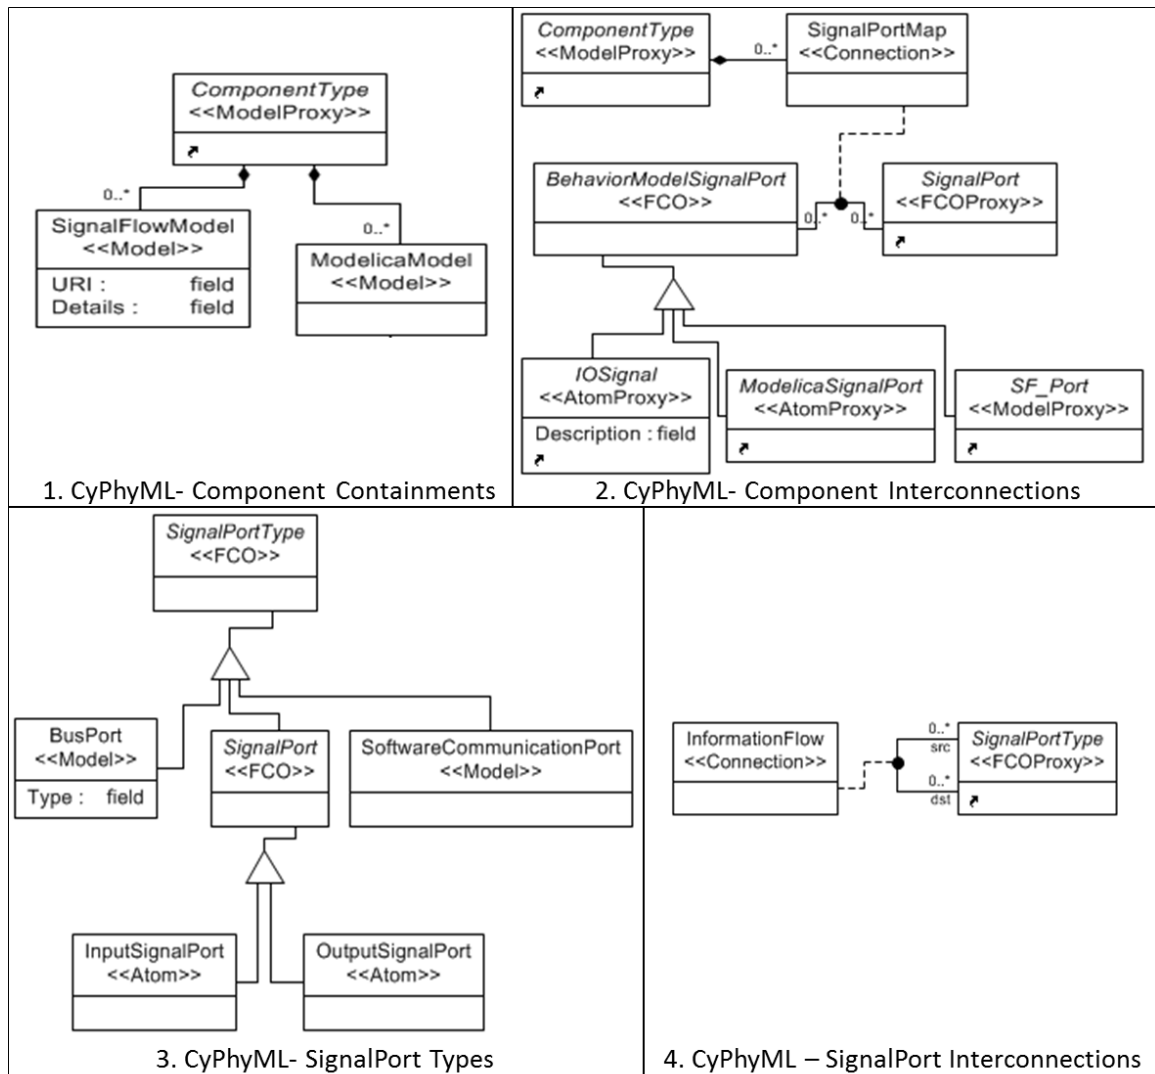 ComponentType
<<ModelProxy>>
0..*
SignalFlowModel
<<Model>>
URI : field
Details : field
0..*
ModelicaModel
<<Model>>
1. CyPhyML- Component Containments
ComponentType
<<ModelProxy>>
0..*
SignalPortMap
<<Connection>>
BehaviorModelSignalPort
<<FCO>>
0..*
0..*
SignalPort
<<FCOProxy>>
IOSignal
<<AtomProxy>>
Description : field
ModelicaSignalPort
<<AtomProxy>>
SF_Port
<<ModelProxy>>
2. CyPhyML- Component Interconnections
SignalPortType
<<FCO>>
BusPort
<<Model>>
Type : field
SignalPort
<<FCO>>
SoftwareCommunicationPort
<<Model>>
InputSignalPort
<<Atom>>
OutputSignalPort
<<Atom>>
3. CyPhyML- SignalPort Types
InformationFlow
<<Connection>>
0..*
src
0..*
dst
SignalPortType
<<FCOProxy>>
4. CyPhyML – SignalPort Interconnections